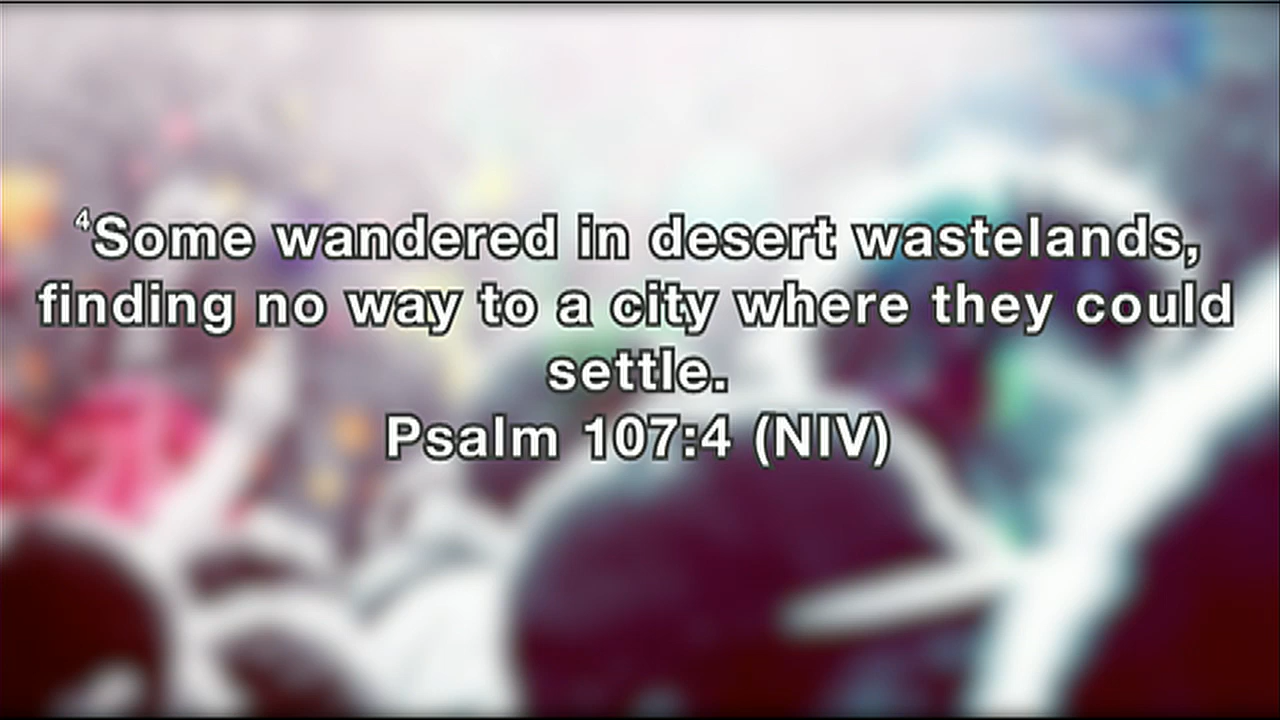 ⁴Some wandered in desert wastelands,
finding no way to a city where they could
settle.
Psalm 107:4 (NIV)